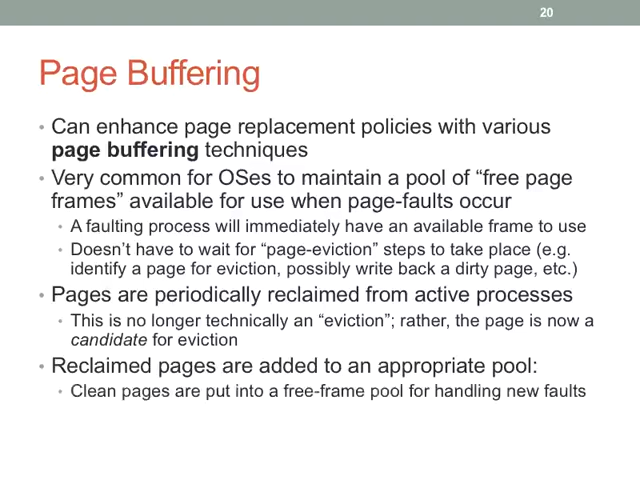 20
Page Buffering
• Can enhance page replacement policies with various
page buffering techniques
• Very common for OSes to maintain a pool of “free page
frames” available for use when page-faults occur
• A faulting process will immediately have an available frame to use
• Doesn’t have to wait for “page-eviction” steps to take place (e.g.
identify a page for eviction, possibly write back a dirty page, etc.)
• Pages are periodically reclaimed from active processes
• This is no longer technically an “eviction”; rather, the page is now a
candidate for eviction
• Reclaimed pages are added to an appropriate pool:
• Clean pages are put into a free-frame pool for handling new faults